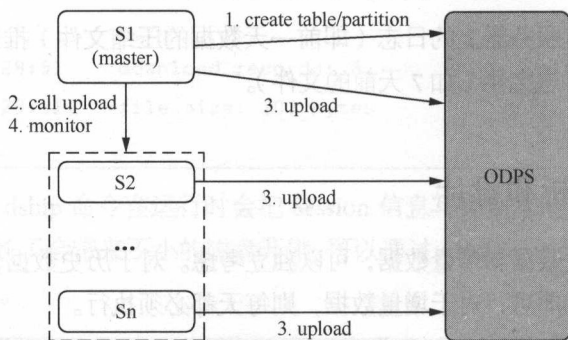 S1
(master)
1. create table/partition
2. call upload
4. monitor
3. upload
S2
3. upload
......
Sn
3. upload
ODPS